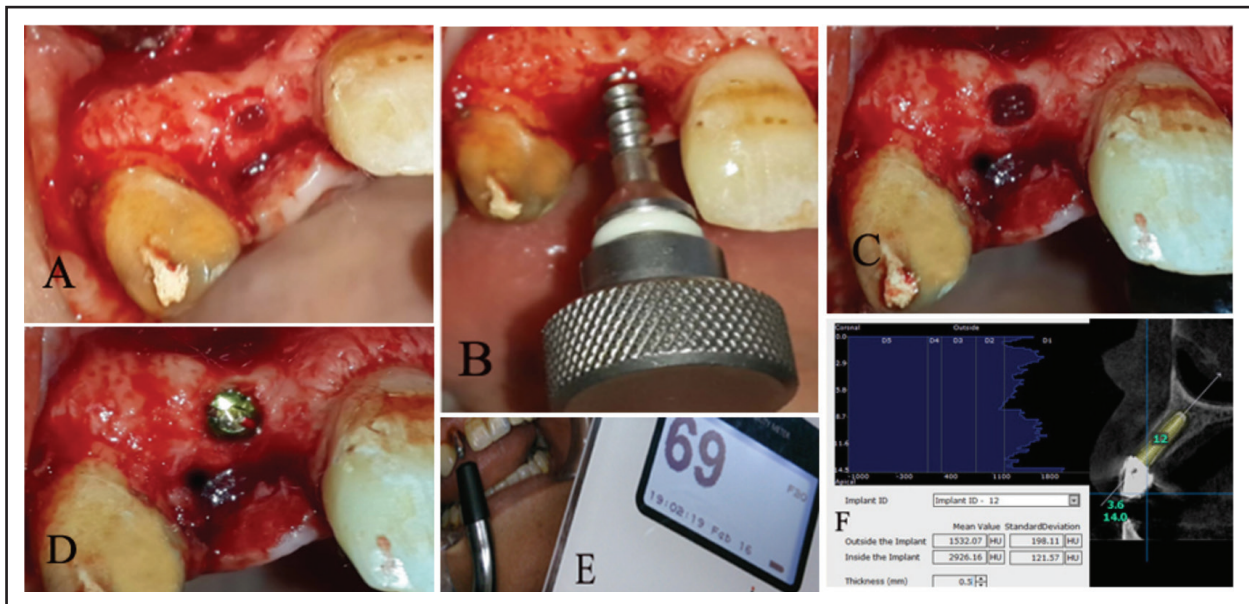 A
B
C
D
METER
69
19:02:19 Feb 16
E
Coronal
Outside
D5 D4 D3 D2 D1
0.0
2.9
5.8
8.7
11.6
14.5
-1000 -300 400 1100 1800
Apical
12
3.6
14.0
Implant ID Implant ID - 12
F
Mean Value StandardDeviation
Outside the Implant 1532.07 HU 198.11 HU
Inside the Implant 2926.16 HU 121.57 HU
Thickness (mm) 0.5